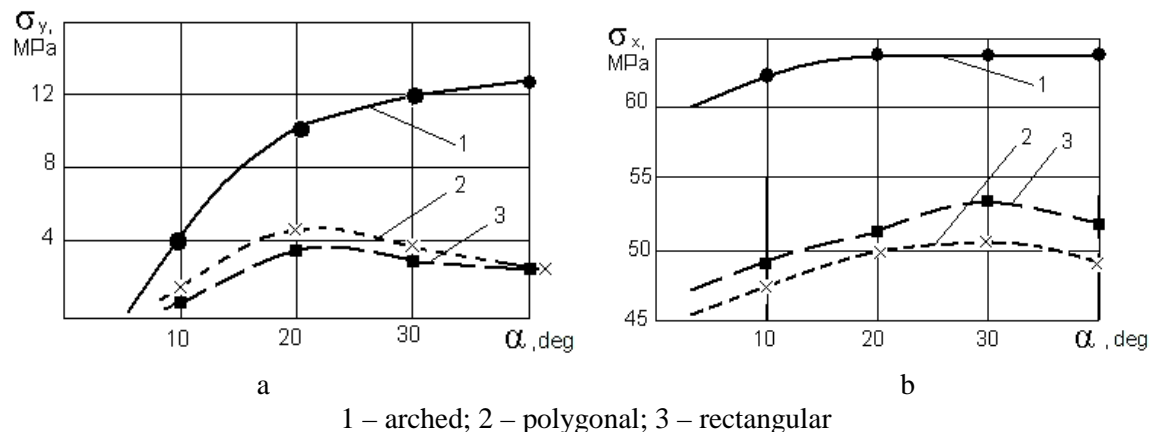 σy,
MPa
12
8
4
1
2
3
10
20
30
α, deg
a
σx,
MPa
60
55
50
45
1
2
3
10
20
30
α, deg
b
1 – arched; 2 – polygonal; 3 – rectangular